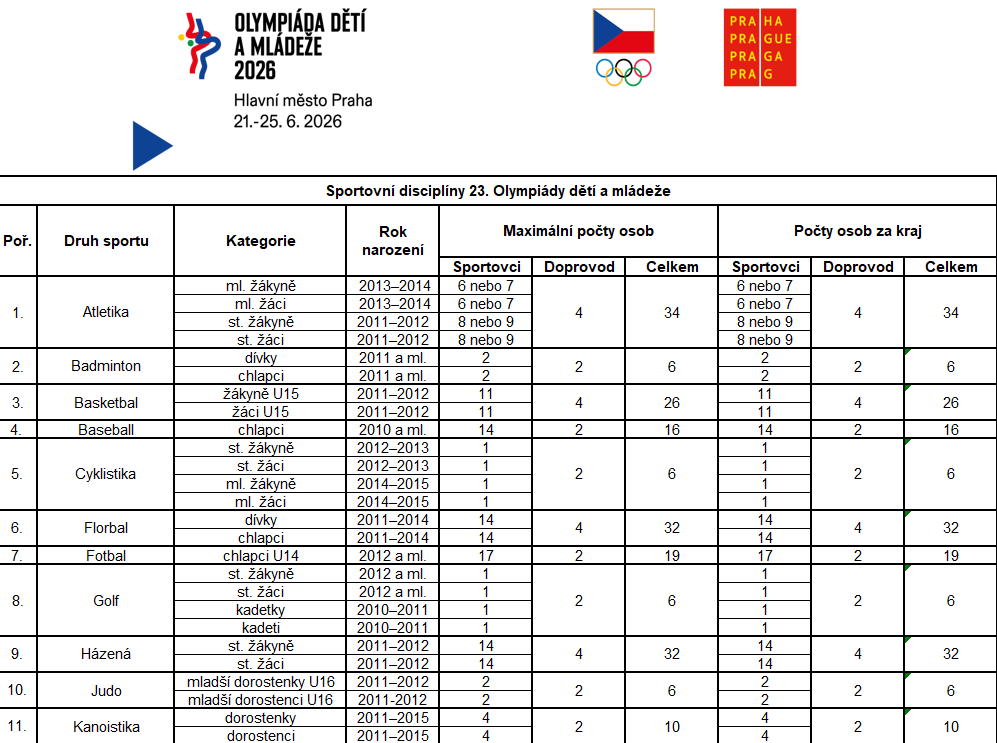 OLYMPIÁDA DĚTÍ
A MLÁDEŽE
2026
Hlavní město Praha
21.-25. 6. 2026
PRA HA
PRA GUE
PRA GA
PRA G
Sportovní disciplíny 23. Olympiády dětí a mládeže
Poř. Druh sportu Kategorie Rok narození Maximální počty osob Počty osob za kraj
Sportovci Doprovod Celkem Sportovci Doprovod Celkem
1. Atletika ml. žákyně 2013–2014 6 nebo 7 4 34 6 nebo 7 4 34
ml. žáci 2013–2014 6 nebo 7 6 nebo 7
st. žákyně 2011–2012 8 nebo 9 8 nebo 9
st. žáci 2011–2012 8 nebo 9 8 nebo 9
2. Badminton dívky 2011 a ml. 2 2 6 2 2 6
chlapci 2011 a ml. 2 2
3. Basketbal žákyně U15 2011–2012 11 4 26 11 4 26
žáci U15 2011–2012 11 11
4. Baseball chlapci 2010 a ml. 14 2 16 14 2 16
5. Cyklistika st. žákyně 2012–2013 1 2 6 1 2 6
st. žáci 2012–2013 1 1
ml. žákyně 2014–2015 1 1
ml. žáci 2014–2015 1 1
6. Florbal dívky 2011–2014 14 4 32 14 4 32
chlapci 2011–2014 14 14
7. Fotbal chlapci U14 2012 a ml. 17 2 19 17 2 19
8. Golf st. žákyně 2012 a ml. 1 2 6 1 2 6
st. žáci 2012 a ml. 1 1
kadetky 2010–2011 1 1
kadeti 2010–2011 1 1
9. Házená st. žákyně 2011–2012 14 4 32 14 4 32
st. žáci 2011–2012 14 14
10. Judo mladší dorostenky U16 2011–2012 2 2 6 2 2 6
mladší dorostenci U16 2011-2012 2 2
11. Kanoistika dorostenky 2011–2015 4 2 10 4 2 10
dorostenci 2011–2015 4 4